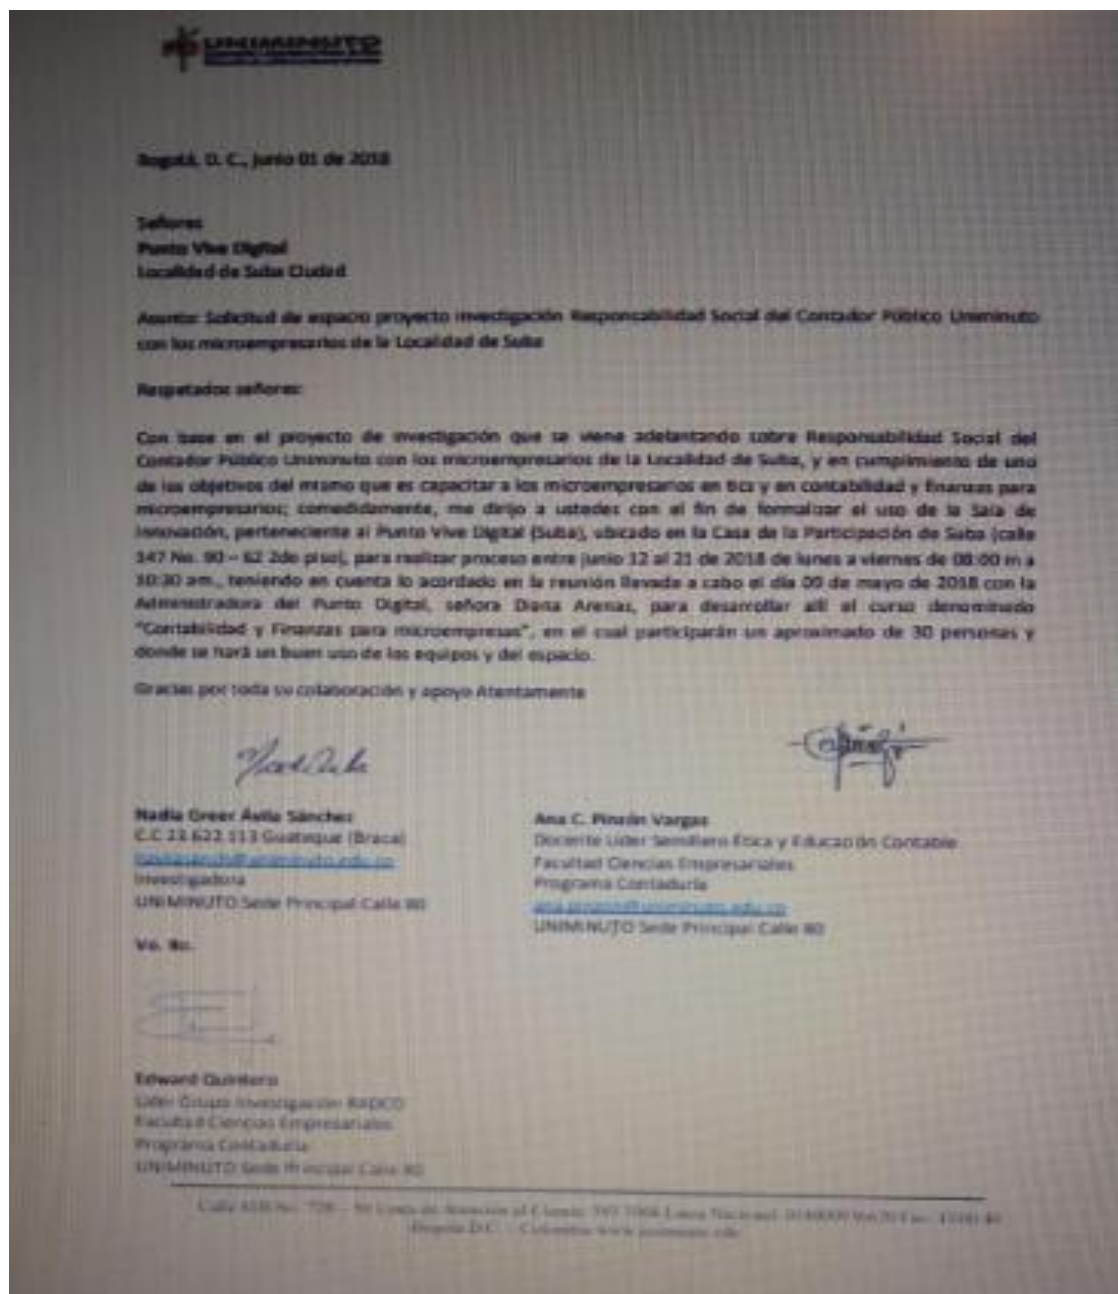 UNIMINUTO
Bogotá, D. C., junio 01 de 2018
Señores
Punto Vive Digital
Localidad de Suba Ciudad
Asunto: Solicitud de espacio proyecto investigación Responsabilidad Social del Contador Público Uniminuto
con los microempresarios de la Localidad de Suba
Respetados señores:
Con base en el proyecto de investigación que se viene adelantando sobre Responsabilidad Social del
Contador Público Uniminuto con los microempresarios de la Localidad de Suba, y en cumplimiento de uno
de los objetivos del mismo que es capacitar a los microempresarios en tics y en contabilidad y finanzas para
microempresarios; comedidamente, me dirijo a ustedes con el fin de formalizar el uso de la Sala de
Innovación, perteneciente al Punto Vive Digital (Suba), ubicado en la Casa de la Participación de Suba (calle
147 No. 90 – 62 2do piso), para realizar proceso entre junio 12 al 21 de 2018 de lunes a viernes de 08:00 m a
10:30 am., teniendo en cuenta lo acordado en la reunión llevada a cabo el día 09 de mayo de 2018 con la
Administradora del Punto Digital, señora Diana Arenas, para desarrollar allí el curso denominado
"Contabilidad y Finanzas para microempresas", en el cual participarán un aproximado de 30 personas y
donde se hará un buen uso de los equipos y del espacio.
Gracias por toda su colaboración y apoyo Atentamente
Nadia Greer Ávila Sánchez
C.C 23.622.113 Guateque (Boyacá)
Investigadora
UNIMINUTO Sede Principal Calle 80
Ana C. Pinzón Vargas
Docente Líder Semillero Ética y Educación Contable
Facultad Ciencias Empresariales
Programa Contaduría
UNIMINUTO Sede Principal Calle 80
Vo. Bo.
Edward Quintero
Líder Grupo Investigación
Facultad Ciencias Empresariales
Programa Contaduría
UNIMINUTO Sede Principal Calle 80
Bogotá D.C. - Colombia